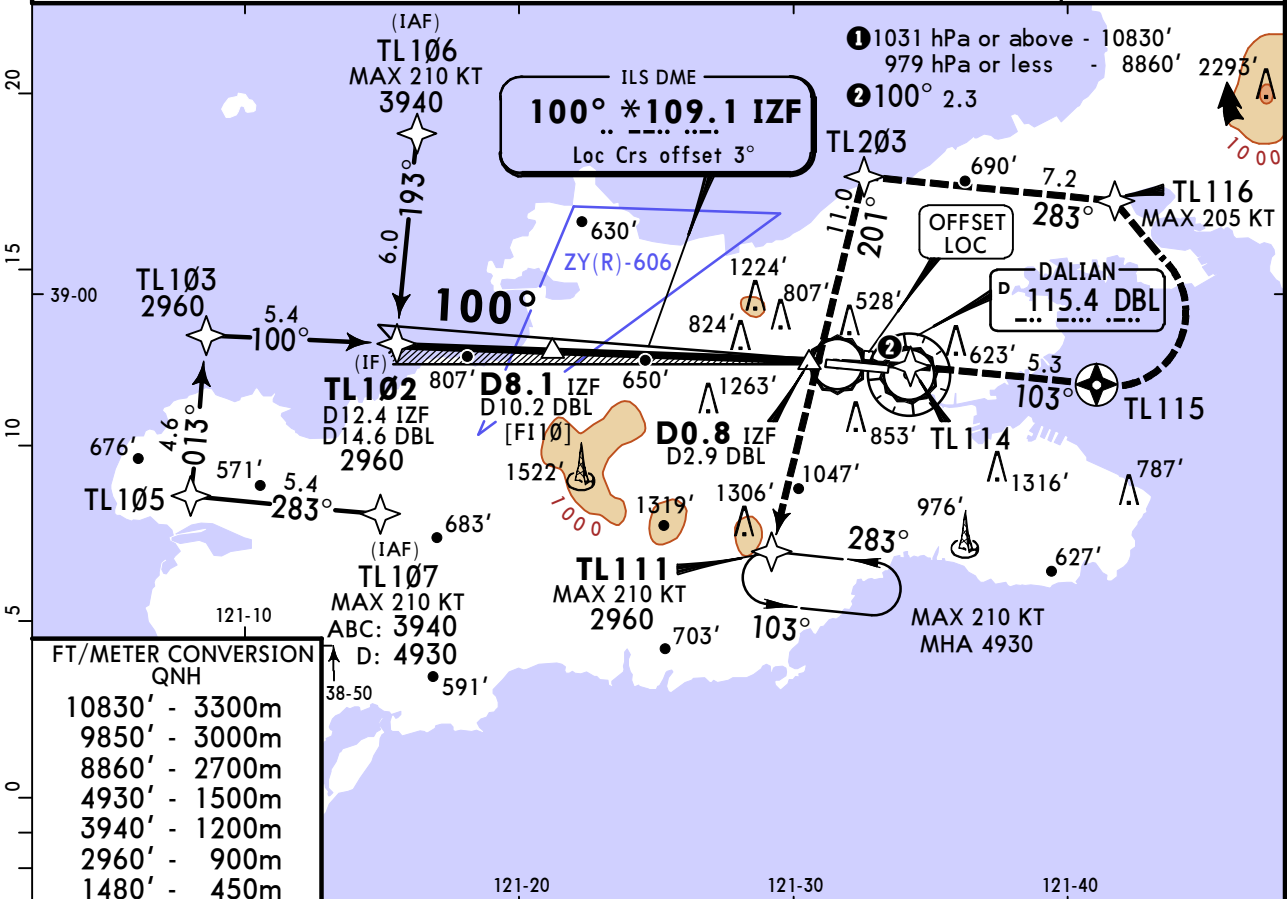 (IAF)
TL1Ø6
MAX 210 KT
3940
ILS DME
100° *109.1 IZF
Loc Crs offset 3°
❶1031 hPa or above - 10830'
979 hPa or less - 8860'
❷100° 2.3
2293'
1000
TL2Ø3
690'
7.2
283°
TL116
MAX 205 KT
11.0
201°
OFFSET
LOC
DALIAN
D 115.4 DBL
193°
6.0
630'
ZY(R)-606
20
15
10
5
0
39-00
TL1Ø3
2960
5.4
100°
100°
1224'
807'
824'
528'
❷
623'
5.3
103°
TL115
(IF)
TL1Ø2
D12.4 IZF
D14.6 DBL
2960
807'
D8.1 IZF
D10.2 DBL
[FI1Ø]
650'
1263'
D0.8 IZF
D2.9 DBL
853'
TL114
4.6
013°
676'
571'
TL1Ø5
5.4
283°
1522'
1000
1319'
1306'
1047'
1316'
787'
976'
683'
(IAF)
TL1Ø7
MAX 210 KT
ABC: 3940
D: 4930
TL111
MAX 210 KT
2960
283°
103°
627'
MAX 210 KT
MHA 4930
703'
591'
121-10
38-50
FT/METER CONVERSION
QNH
10830' - 3300m
9850' - 3000m
8860' - 2700m
4930' - 1500m
3940' - 1200m
2960' - 900m
1480' - 450m
121-20
121-30
121-40